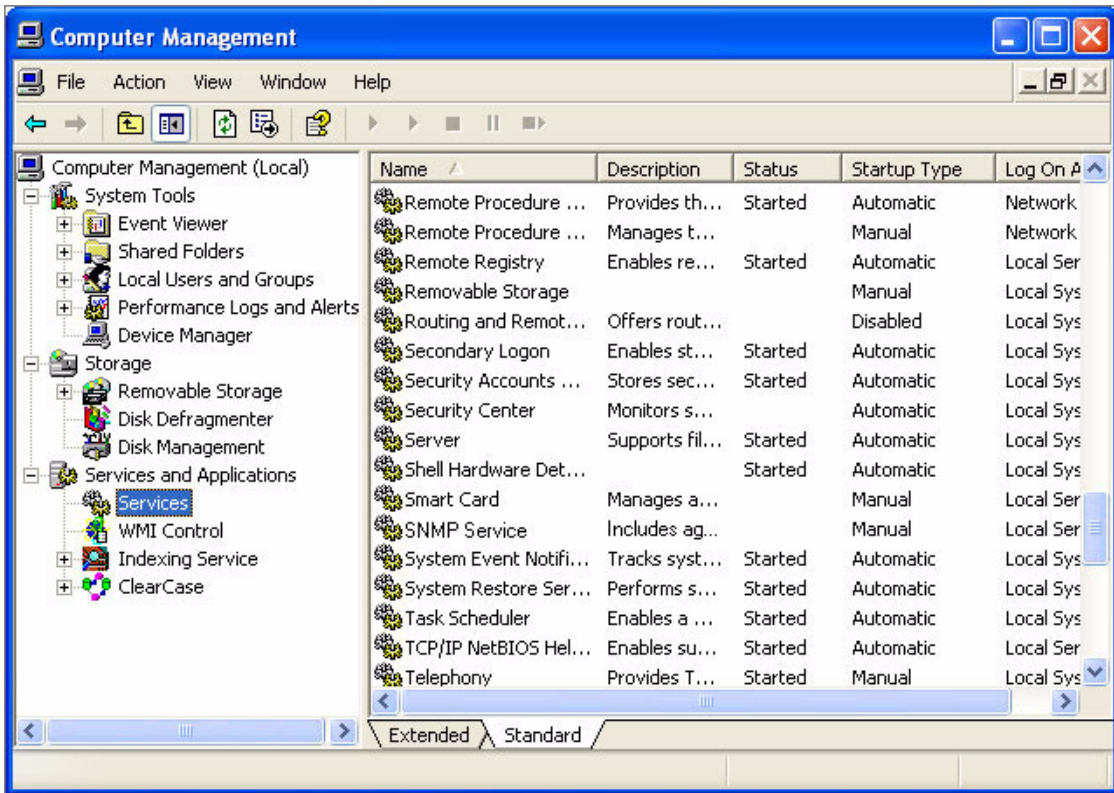 Computer Management
File Action View Window Help
Computer Management (Local)
System Tools
Event Viewer
Shared Folders
Local Users and Groups
Performance Logs and Alerts
Device Manager
Storage
Removable Storage
Disk Defragmenter
Disk Management
Services and Applications
Services
WMI Control
Indexing Service
ClearCase
Name Description Status Startup Type Log On A
Remote Procedure ... Provides th... Started Automatic Network
Remote Procedure ... Manages t... Manual Network
Remote Registry Enables re... Started Automatic Local Ser
Removable Storage Manual Local Sys
Routing and Remot... Offers rout... Disabled Local Sys
Secondary Logon Enables st... Started Automatic Local Sys
Security Accounts ... Stores sec... Started Automatic Local Sys
Security Center Monitors s... Automatic Local Sys
Server Supports fil... Started Automatic Local Sys
Shell Hardware Det... Started Automatic Local Sys
Smart Card Manages a... Manual Local Ser
SNMP Service Includes ag... Manual Local Ser
System Event Notifi... Tracks syst... Started Automatic Local Sys
System Restore Ser... Performs s... Started Automatic Local Sys
Task Scheduler Enables a ... Started Automatic Local Sys
TCP/IP NetBIOS Hel... Enables su... Started Automatic Local Ser
Telephony Provides T... Started Manual Local Sys
Extended Standard